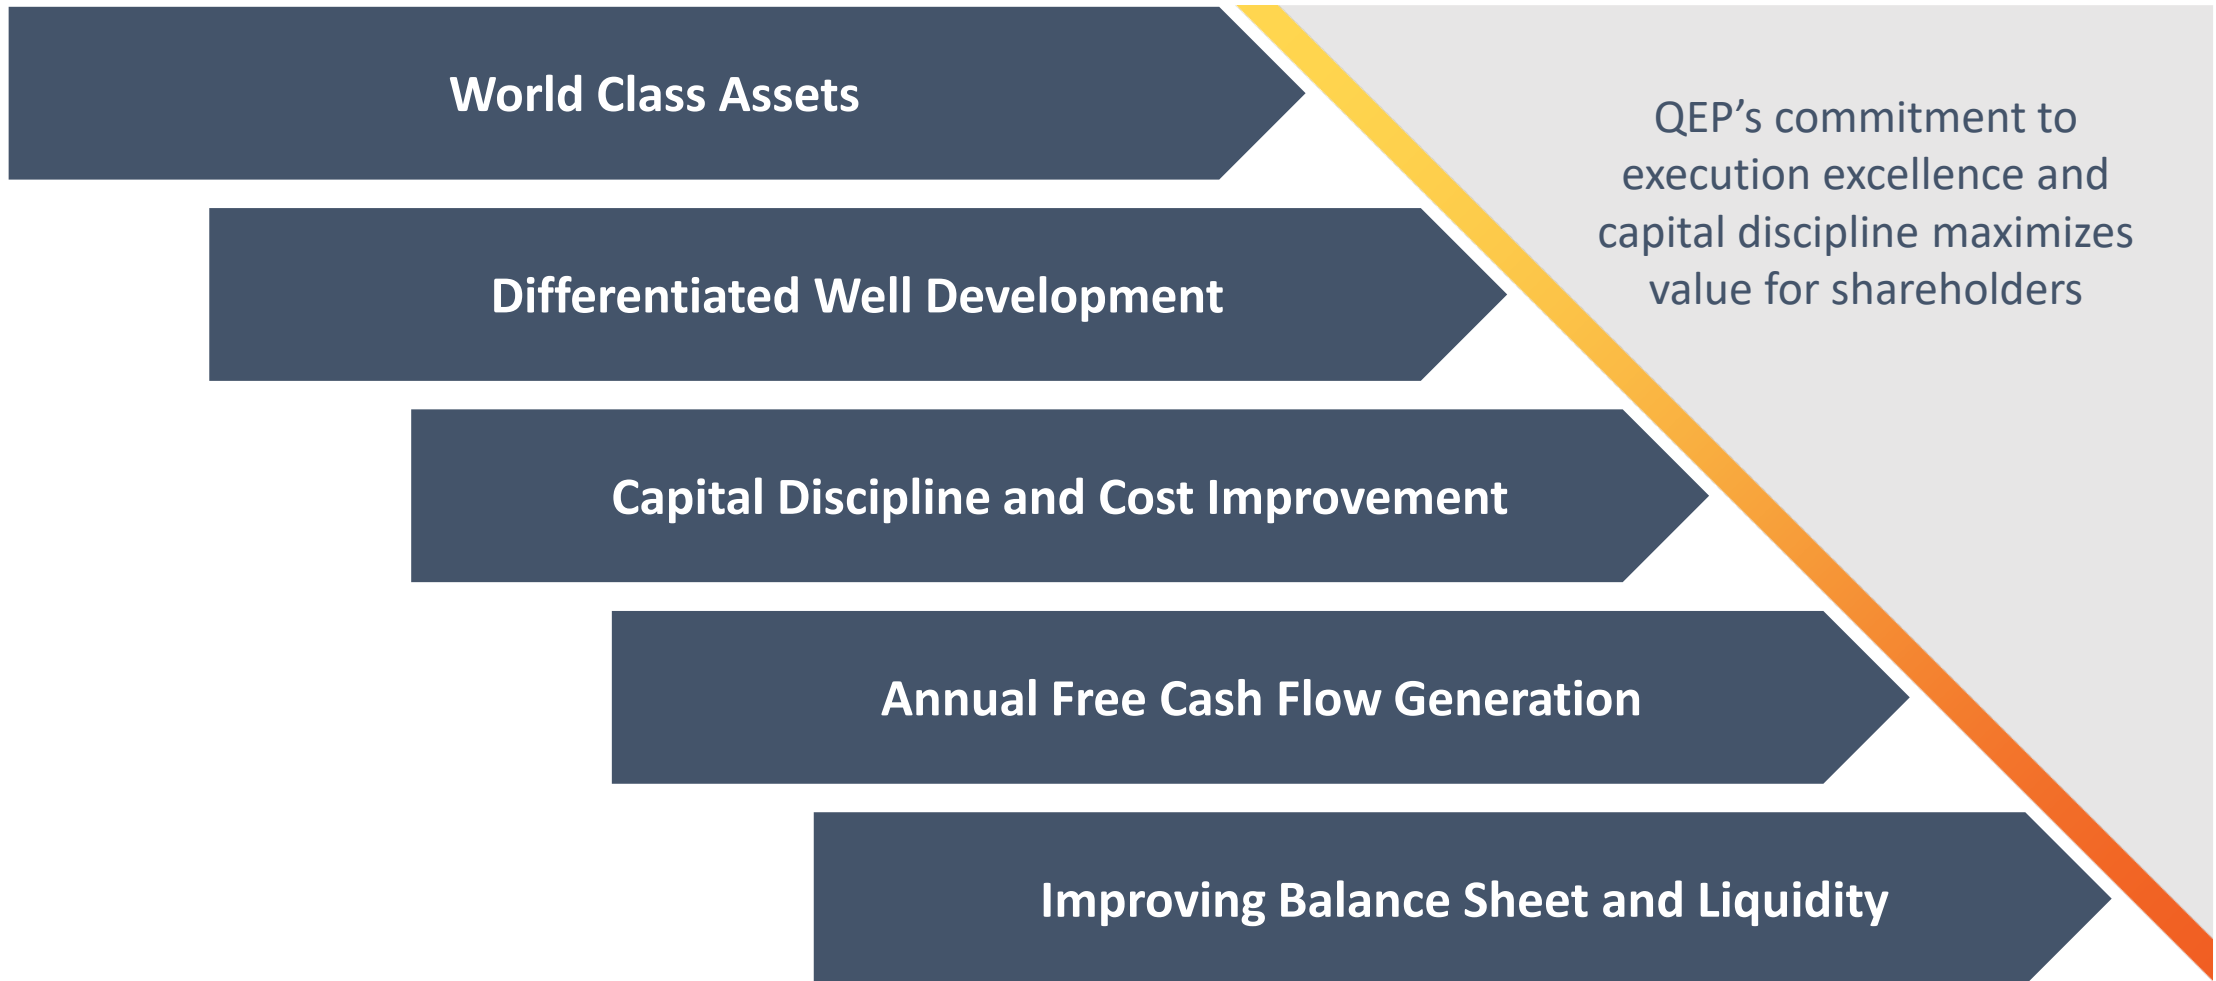 World Class Assets
QEP’s commitment to
execution excellence and
capital discipline maximizes
value for shareholders
Differentiated Well Development
Capital Discipline and Cost Improvement
Annual Free Cash Flow Generation
Improving Balance Sheet and Liquidity